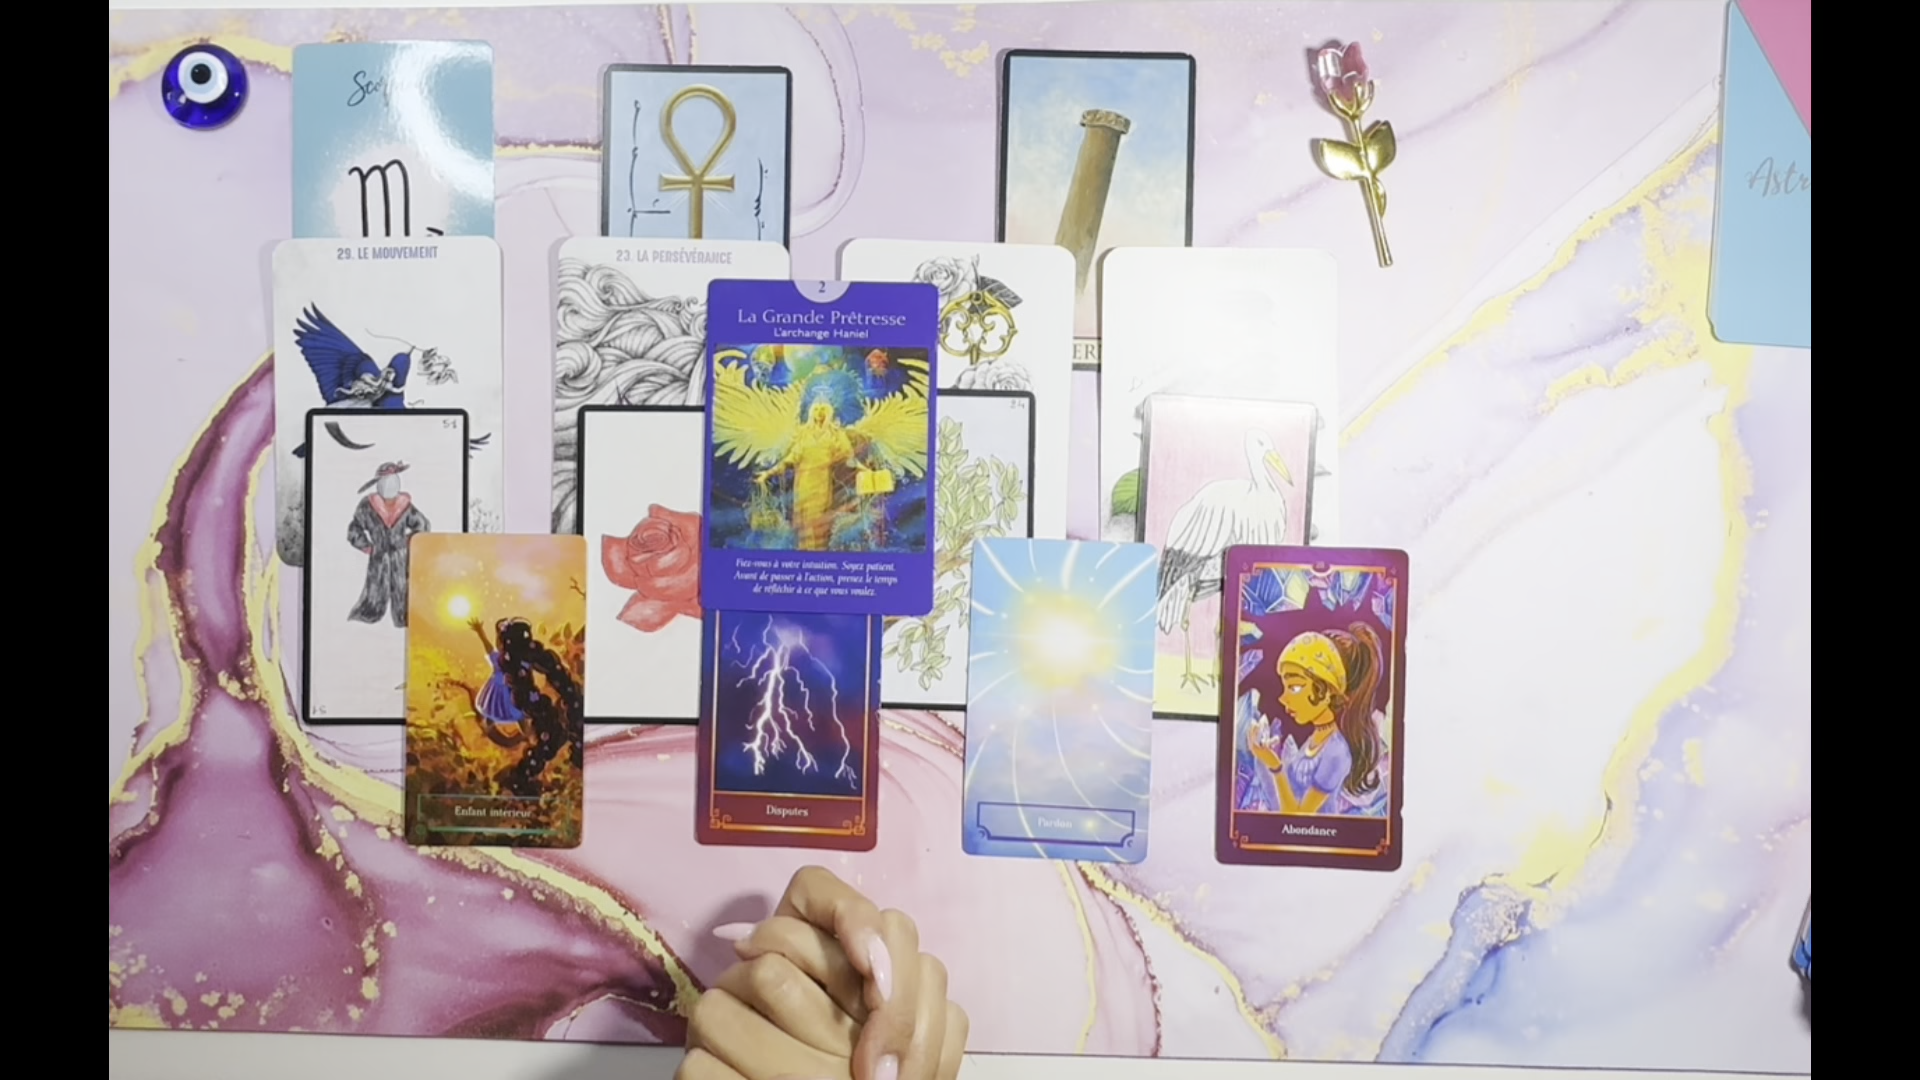 29. LE MOUVEMENT
23. LA PERSÉVÉRANCE
2
La Grande Prêtresse
L'archange Haniel
Fiez-vous à votre intuition. Soyez patient.
Avant de passer à l'action, prenez le temps
de réfléchir à ce que vous voulez.
24
Enfant intérieur
Disputes
Pardon
Abondance